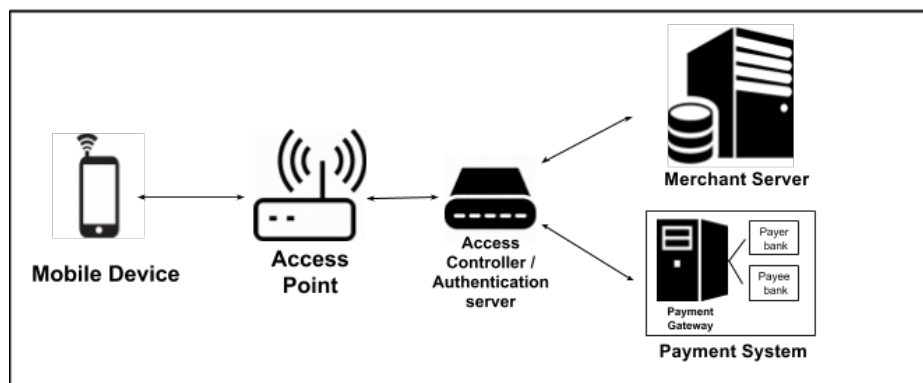 Mobile Device
Access
Point
Access
Controller /
Authentication
server
Merchant Server
Payer
bank
Payee
bank
Payment
Gateway
Payment System